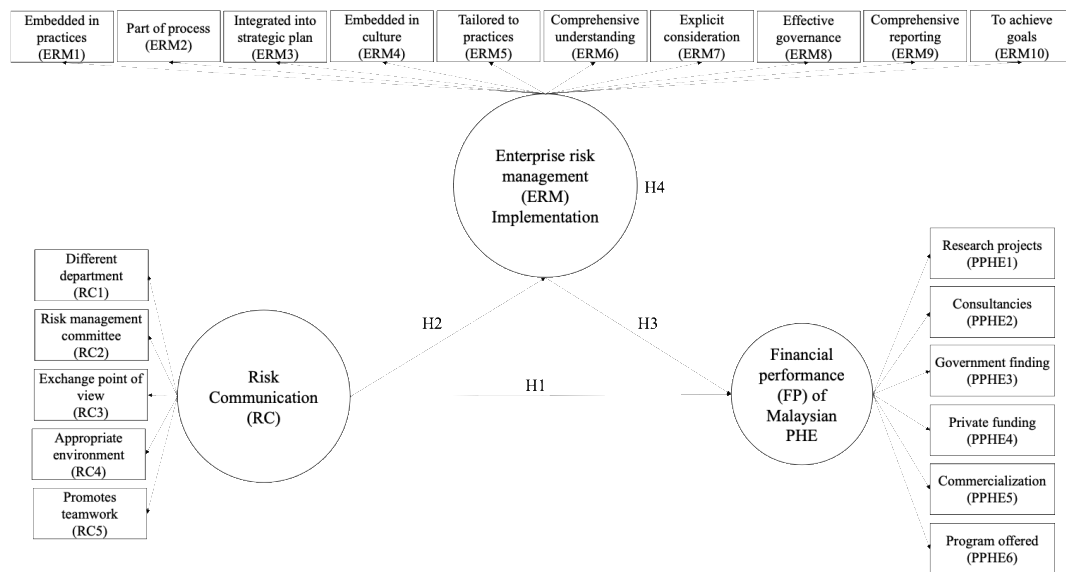 Embedded in
practices
(ERM1)
Part of process
(ERM2)
Integrated into
strategic plan
(ERM3)
Embedded in
culture
(ERM4)
Tailored to
practices
(ERM5)
Comprehensive
understanding
(ERM6)
Explicit
consideration
(ERM7)
Effective
governance
(ERM8)
Comprehensive
reporting
(ERM9)
To achieve
goals
(ERM10)
Enterprise risk
management
(ERM)
Implementation
H4
Different
department
(RC1)
Risk management
committee
(RC2)
Exchange point of
view
(RC3)
Appropriate
environment
(RC4)
Promotes
teamwork
(RC5)
Risk
Communication
(RC)
H2
H3
H1
Financial
performance
(FP) of
Malaysian
PHE
Research projects
(PPHE1)
Consultancies
(PPHE2)
Government finding
(PPHE3)
Private funding
(PPHE4)
Commercialization
(PPHE5)
Program offered
(PPHE6)